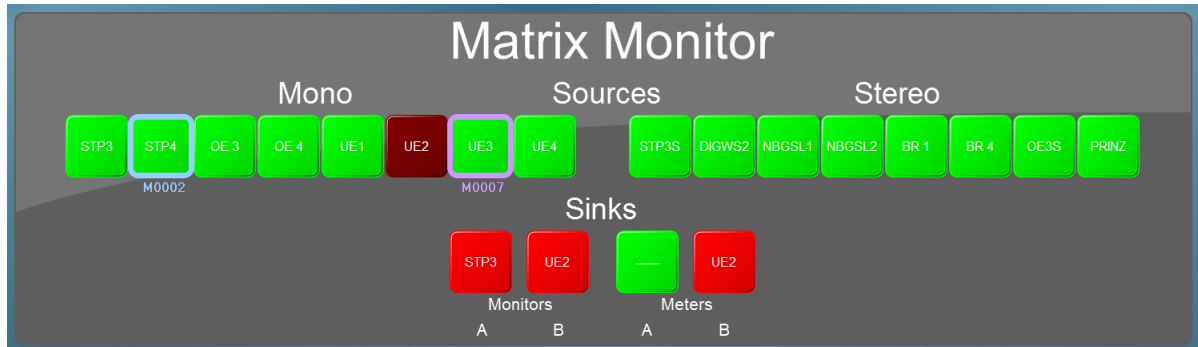 Matrix Monitor
Mono Sources Stereo
STP3 STP4 OE 3 OE 4 UE1 UE2 UE3 UE4 STP3S DIGWS2 NBGSL1 NBGSL2 BR 1 BR 4 OE3S PRINZ
M0002 M0007
Sinks
STP3 UE2 ------ UE2
Monitors Meters
A B A B